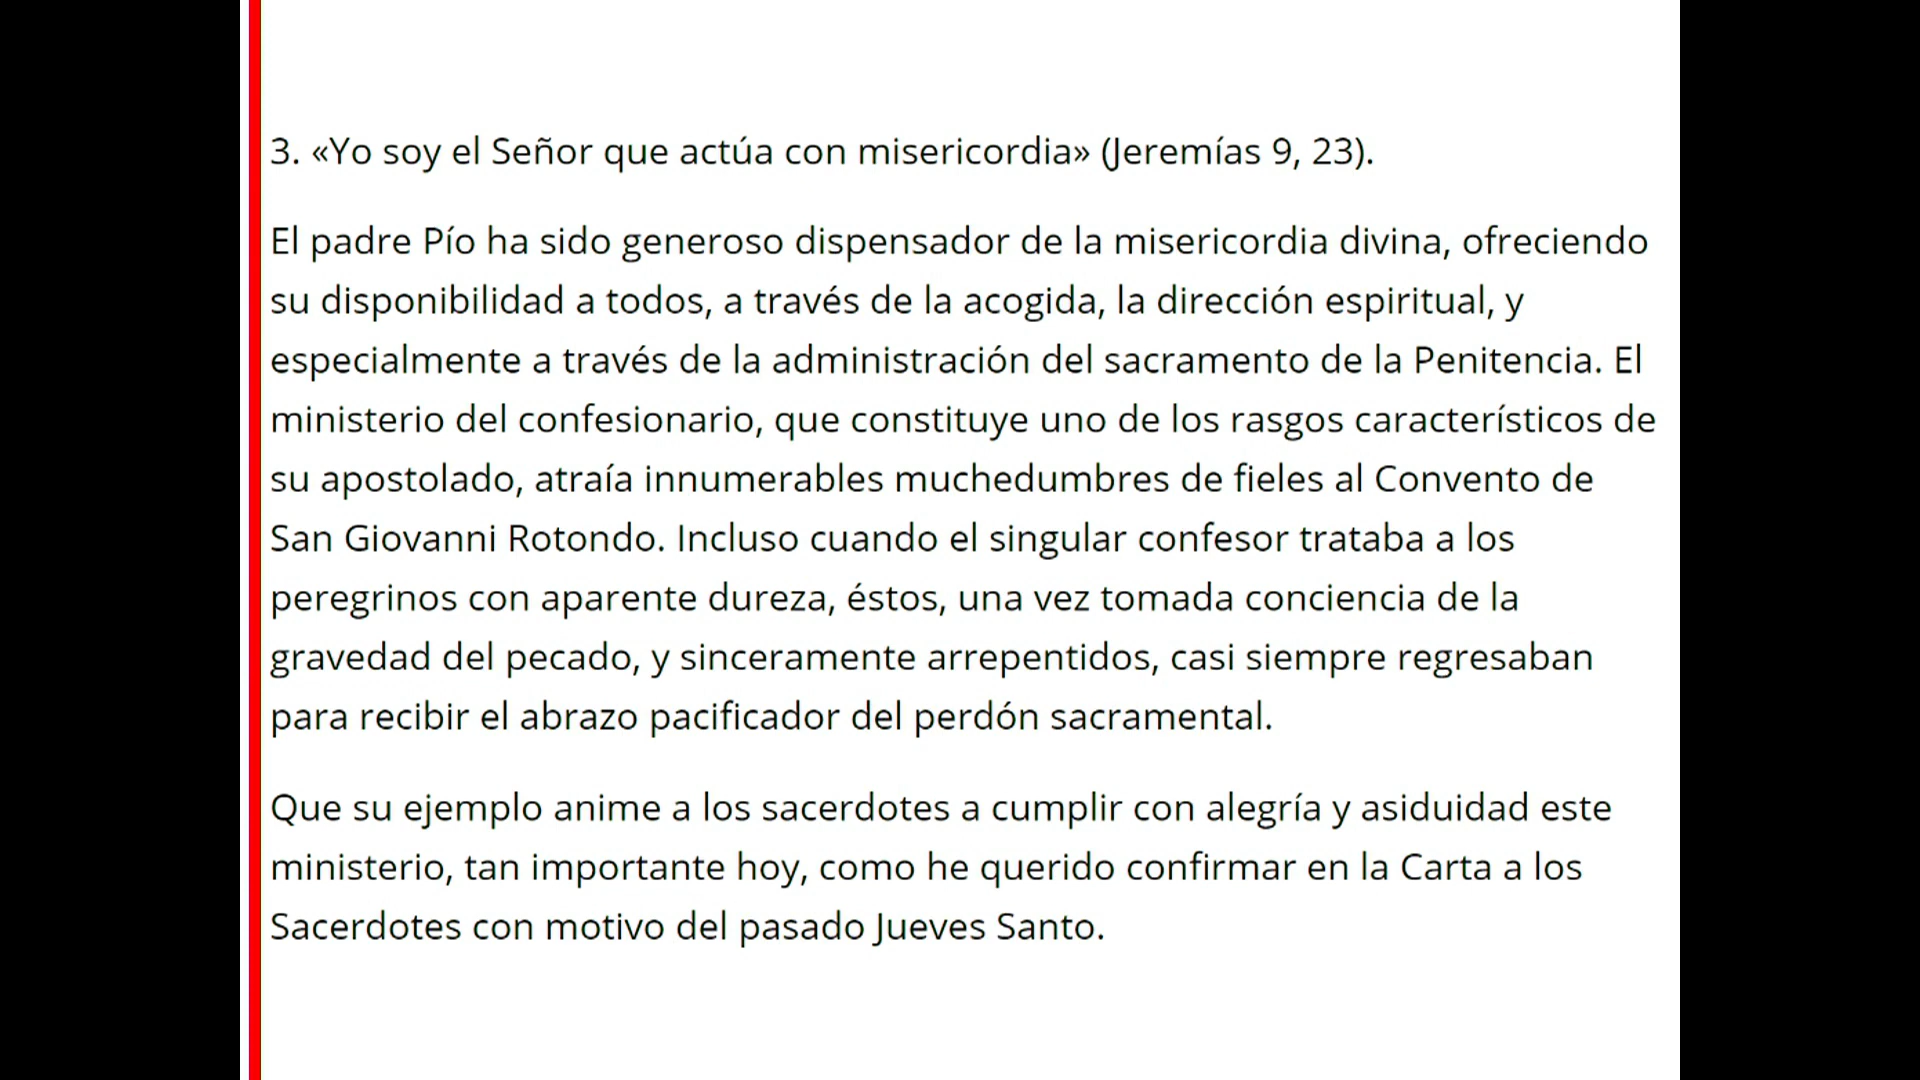 3. «Yo soy el Señor que actúa con misericordia» (Jeremías 9, 23).
El padre Pío ha sido generoso dispensador de la misericordia divina, ofreciendo
su disponibilidad a todos, a través de la acogida, la dirección espiritual, y
especialmente a través de la administración del sacramento de la Penitencia. El
ministerio del confesionario, que constituye uno de los rasgos característicos de
su apostolado, atraía innumerables muchedumbres de fieles al Convento de
San Giovanni Rotondo. Incluso cuando el singular confesor trataba a los
peregrinos con aparente dureza, éstos, una vez tomada conciencia de la
gravedad del pecado, y sinceramente arrepentidos, casi siempre regresaban
para recibir el abrazo pacificador del perdón sacramental.
Que su ejemplo anime a los sacerdotes a cumplir con alegría y asiduidad este
ministerio, tan importante hoy, como he querido confirmar en la Carta a los
Sacerdotes con motivo del pasado Jueves Santo.